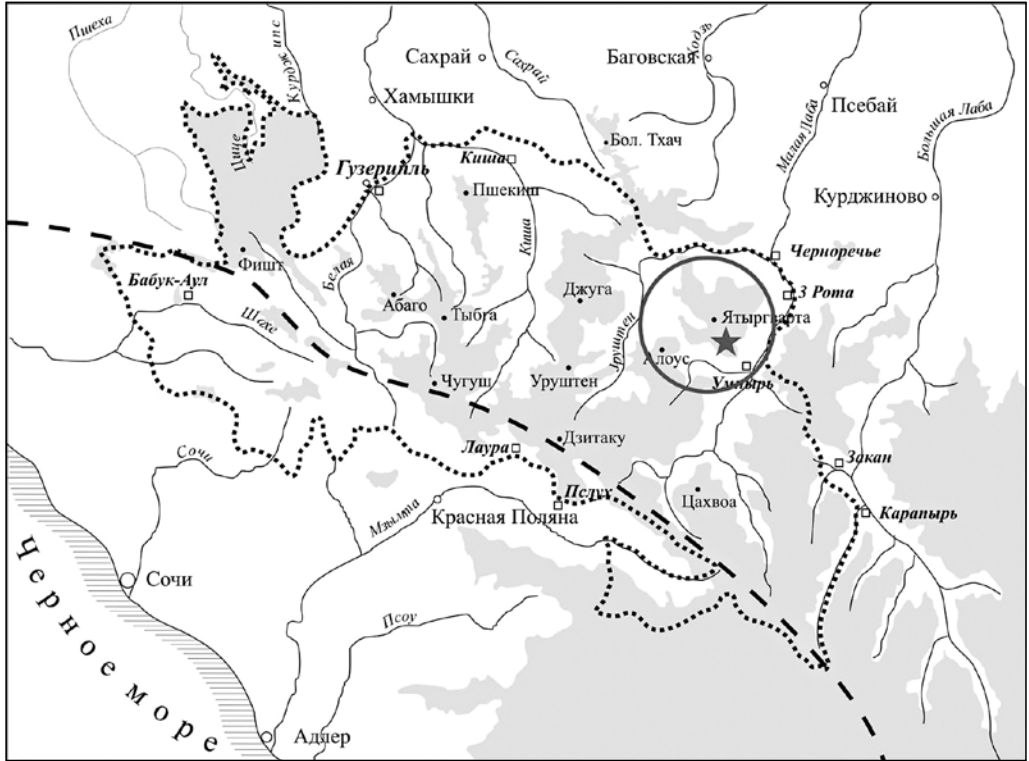 Пшеха
Курджипс
Сахрай
Сахрай
Баговская
Ходзь
Хамышки
Псебай
Малая Лаба
Большая Лаба
Бол. Тхач
Киша
Гузерипль
Пшекиш
Курджиново
Киша
Черноречье
Фишт
Белая
Бабук-Аул
Джуга
3 Рота
Абаго
Тыбга
Ятыргварта
Шахе
Алоус
Чугуш
Уруштен
Умпырь
Дзитаку
Лаура
Сочи
Закан
Пслух
Цахвоа
Мзымта
Красная Поляна
Карапырь
Сочи
Псоу
Черное море
Адлер